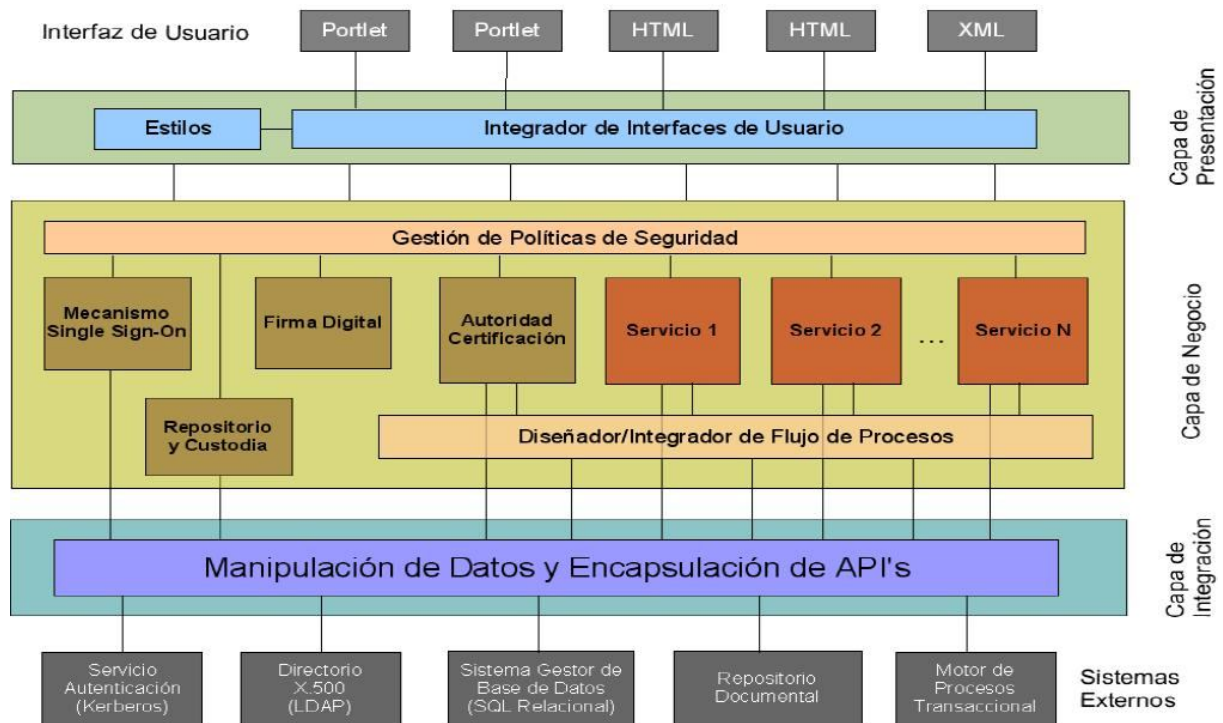 Interfaz de Usuario
Portlet
Portlet
HTML
HTML
XML
Estilos
Integrador de Interfaces de Usuario
Capa de
Presentación
Gestión de Políticas de Seguridad
Mecanismo
Single Sign-On
Firma Digital
Autoridad
Certificación
Servicio 1
Servicio 2
...
Servicio N
Repositorio
y Custodia
Diseñador/Integrador de Flujo de Procesos
Capa de Negocio
Manipulación de Datos y Encapsulación de API's
Capa de
Integración
Servicio
Autenticación
(Kerberos)
Directorio
X.500
(LDAP)
Sistema Gestor de
Base de Datos
(SQL Relacional)
Repositorio
Documental
Motor de
Procesos
Transaccional
Sistemas
Externos